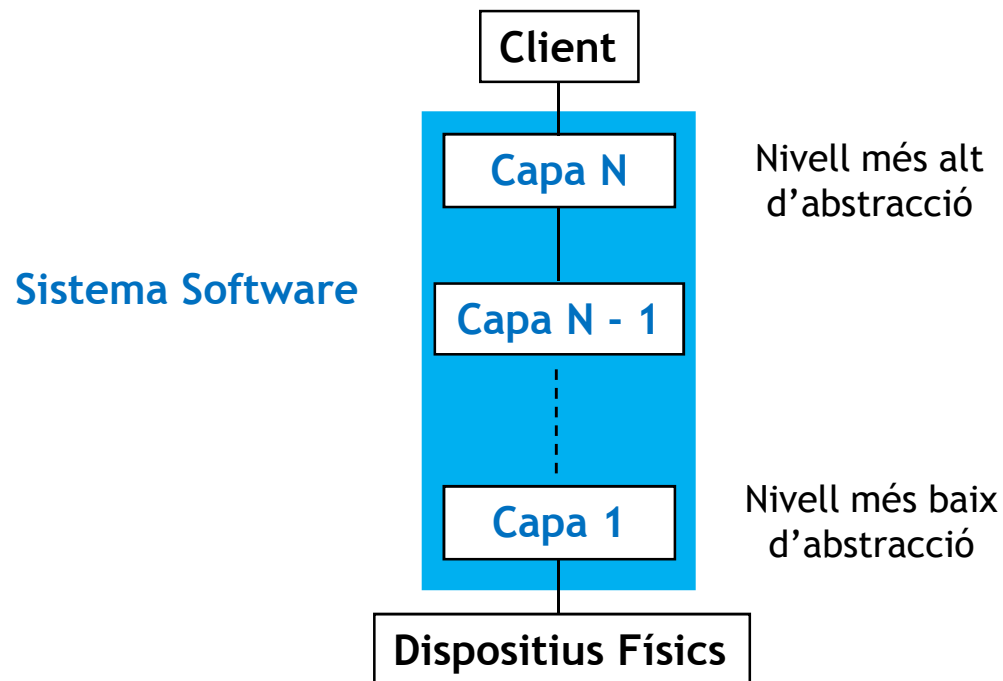 Client
Capa N
Nivell més alt
d’abstracció
Sistema Software
Capa N - 1
Capa 1
Nivell més baix
d’abstracció
Dispositius Físics